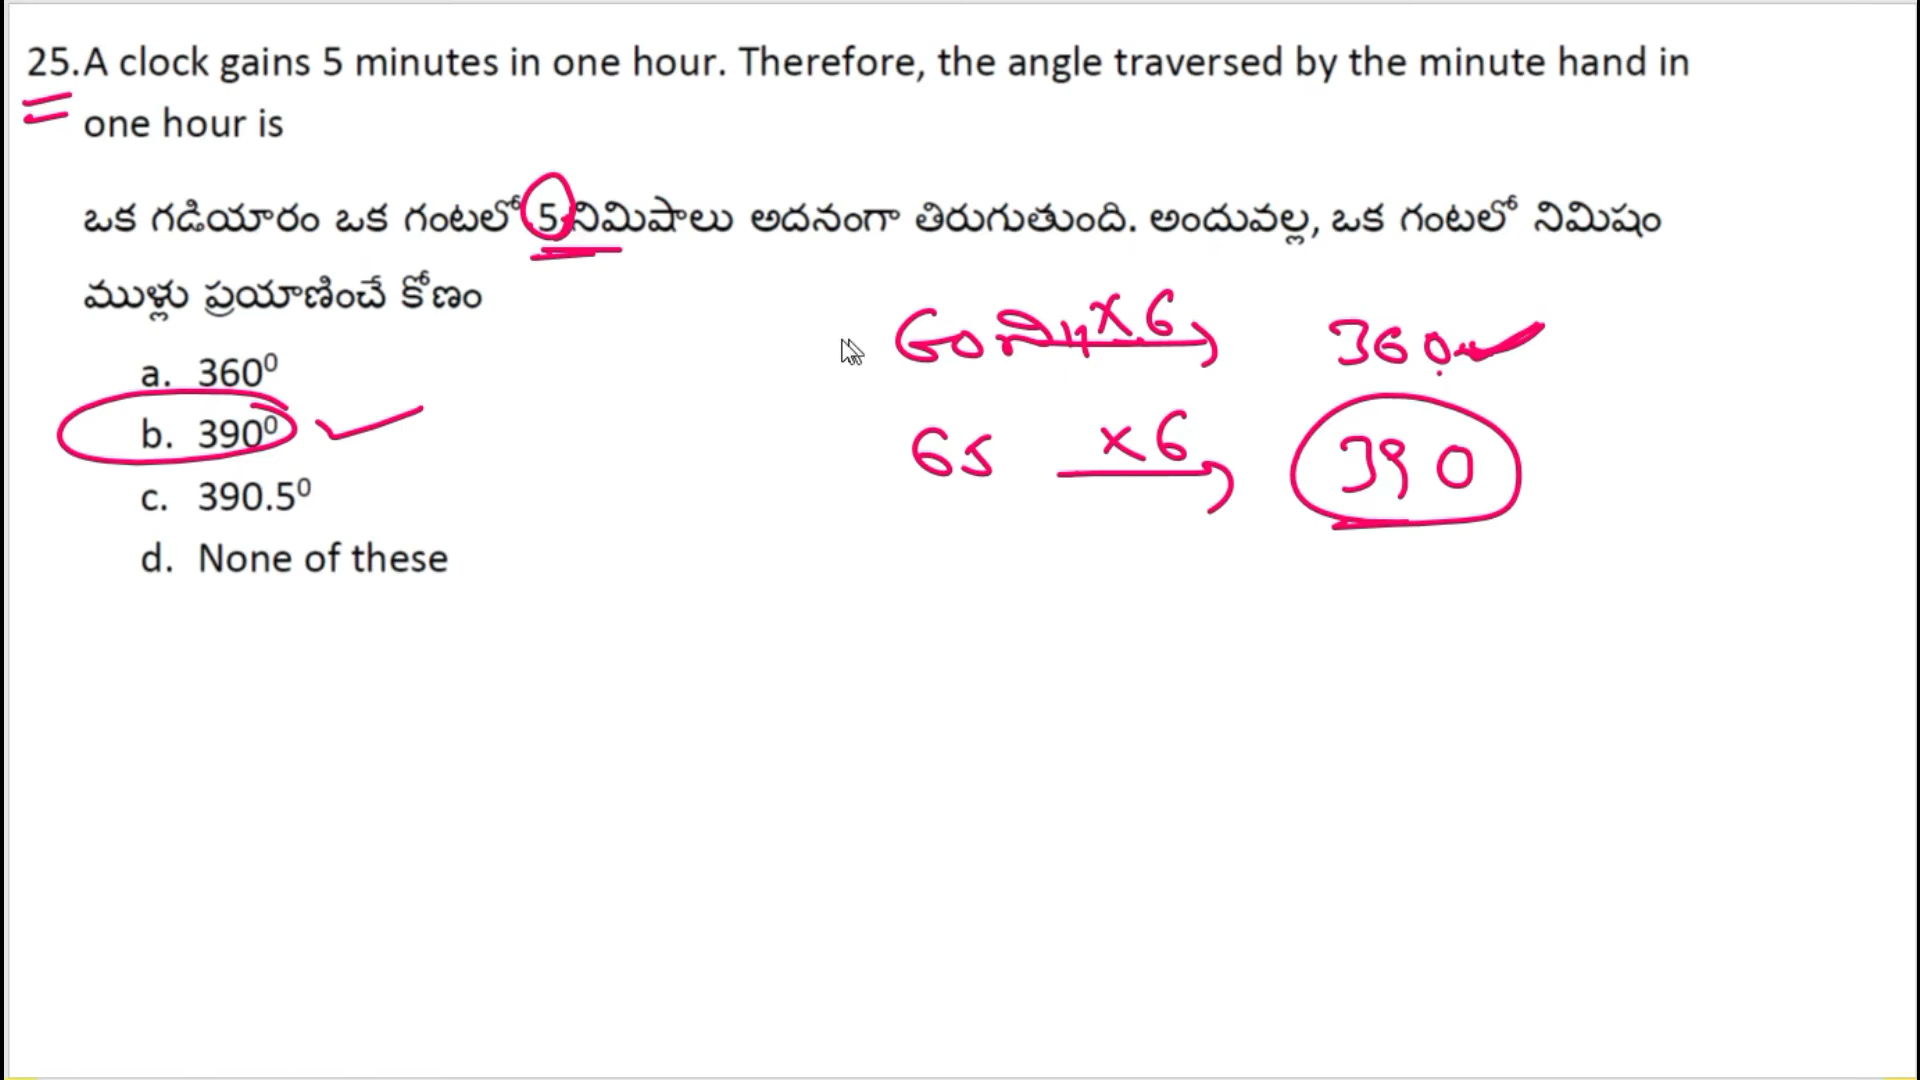 25. A clock gains 5 minutes in one hour. Therefore, the angle traversed by the minute hand in
one hour is
ఒక గడియారం ఒక గంటలో 5 నిమిషాలు అదనంగా తిరుగుతుంది. అందువల్ల, ఒక గంటలో నిమిషం
ముళ్లు ప్రయాణించే కోణం
60ని x6 360
a. 360⁰
b. 390⁰
65 x6 390
c. 390.5⁰
d. None of these